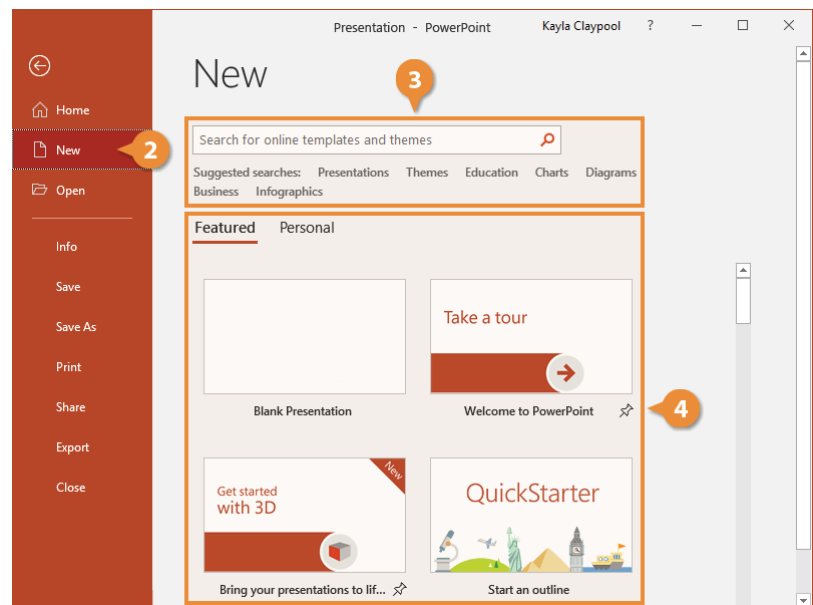 Presentation - PowerPoint
Kayla Claypool
?
New
3
Home
New
2
Open
Info
Save
Save As
Print
Share
Export
Close
Search for online templates and themes
Suggested searches: Presentations Themes Education Charts Diagrams
Business Infographics
Featured Personal
Blank Presentation
Take a tour
Welcome to PowerPoint
4
New
Get started
with 3D
Bring your presentations to lif...
QuickStarter
Start an outline